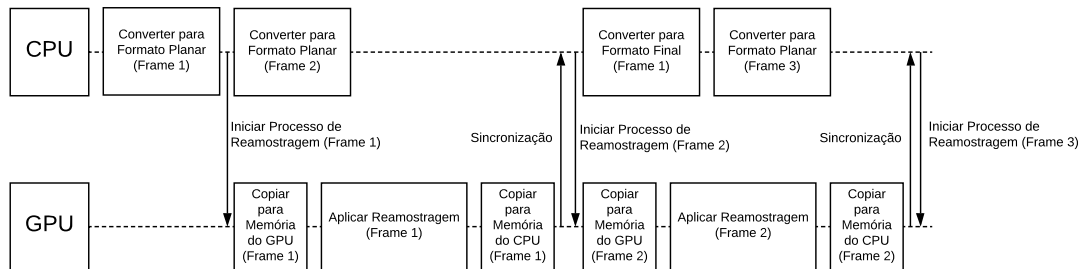 CPU
Converter para
Formato Planar
(Frame 1)
Converter para
Formato Planar
(Frame 2)
Converter para
Formato Final
(Frame 1)
Converter para
Formato Planar
(Frame 3)
Iniciar Processo de
Reamostragem (Frame 1)
Sincronização
Iniciar Processo de
Reamostragem (Frame 2)
Sincronização
Iniciar Processo de
Reamostragem (Frame 3)
GPU
Copiar
para
Memória
do GPU
(Frame 1)
Aplicar Reamostragem
(Frame 1)
Copiar
para
Memória
do CPU
(Frame 1)
Copiar
para
Memória
do GPU
(Frame 2)
Aplicar Reamostragem
(Frame 2)
Copiar
para
Memória
do CPU
(Frame 2)